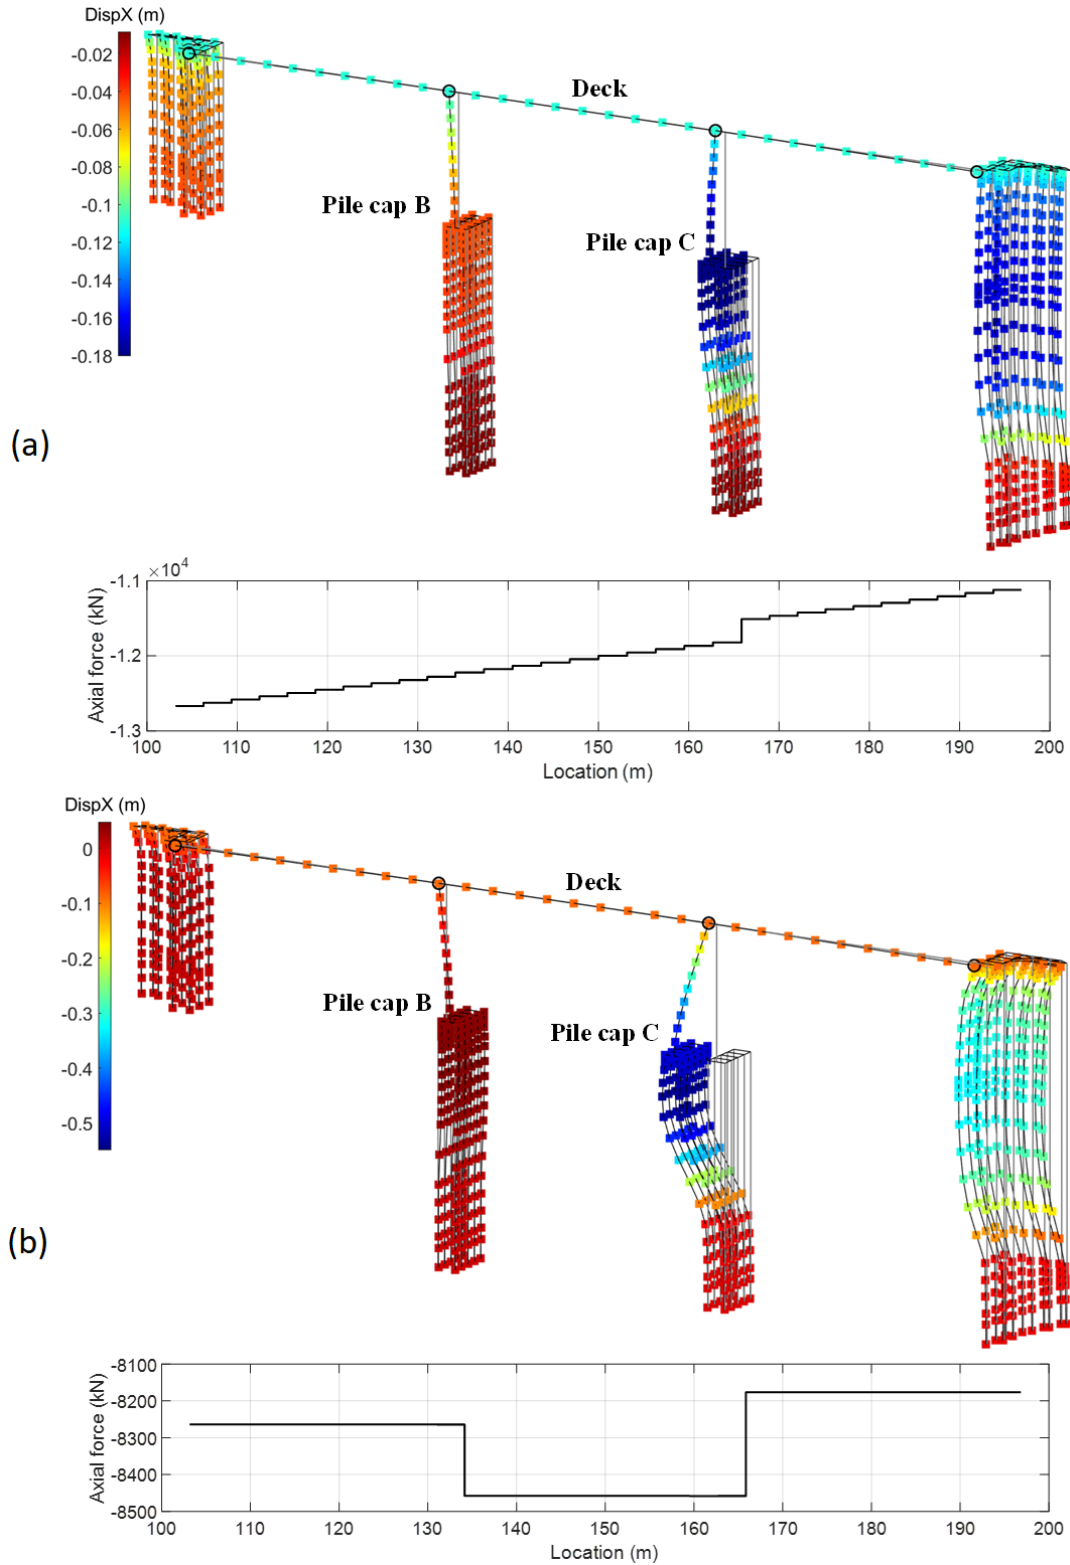 DispX (m)
-0.02
-0.04
-0.06
-0.08
-0.1
-0.12
-0.14
-0.16
-0.18
Deck
Pile cap B
Pile cap C
(a)
×10⁴
-1.1
-1.2
-1.3
Axial force (kN)
100 110 120 130 140 150 160 170 180 190 200
Location (m)
DispX (m)
0
-0.1
-0.2
-0.3
-0.4
-0.5
Deck
Pile cap B
Pile cap C
(b)
-8100
-8200
-8300
-8400
-8500
Axial force (kN)
100 110 120 130 140 150 160 170 180 190 200
Location (m)